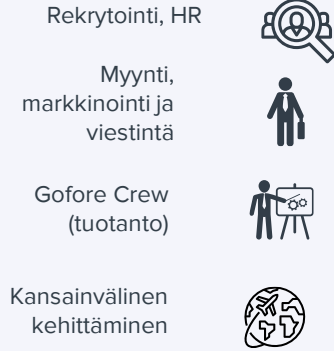 Rekrytointi, HR
Myynti,
markkinointi ja
viestintä
Gofore Crew
(tuotanto)
Kansainvälinen
kehittäminen